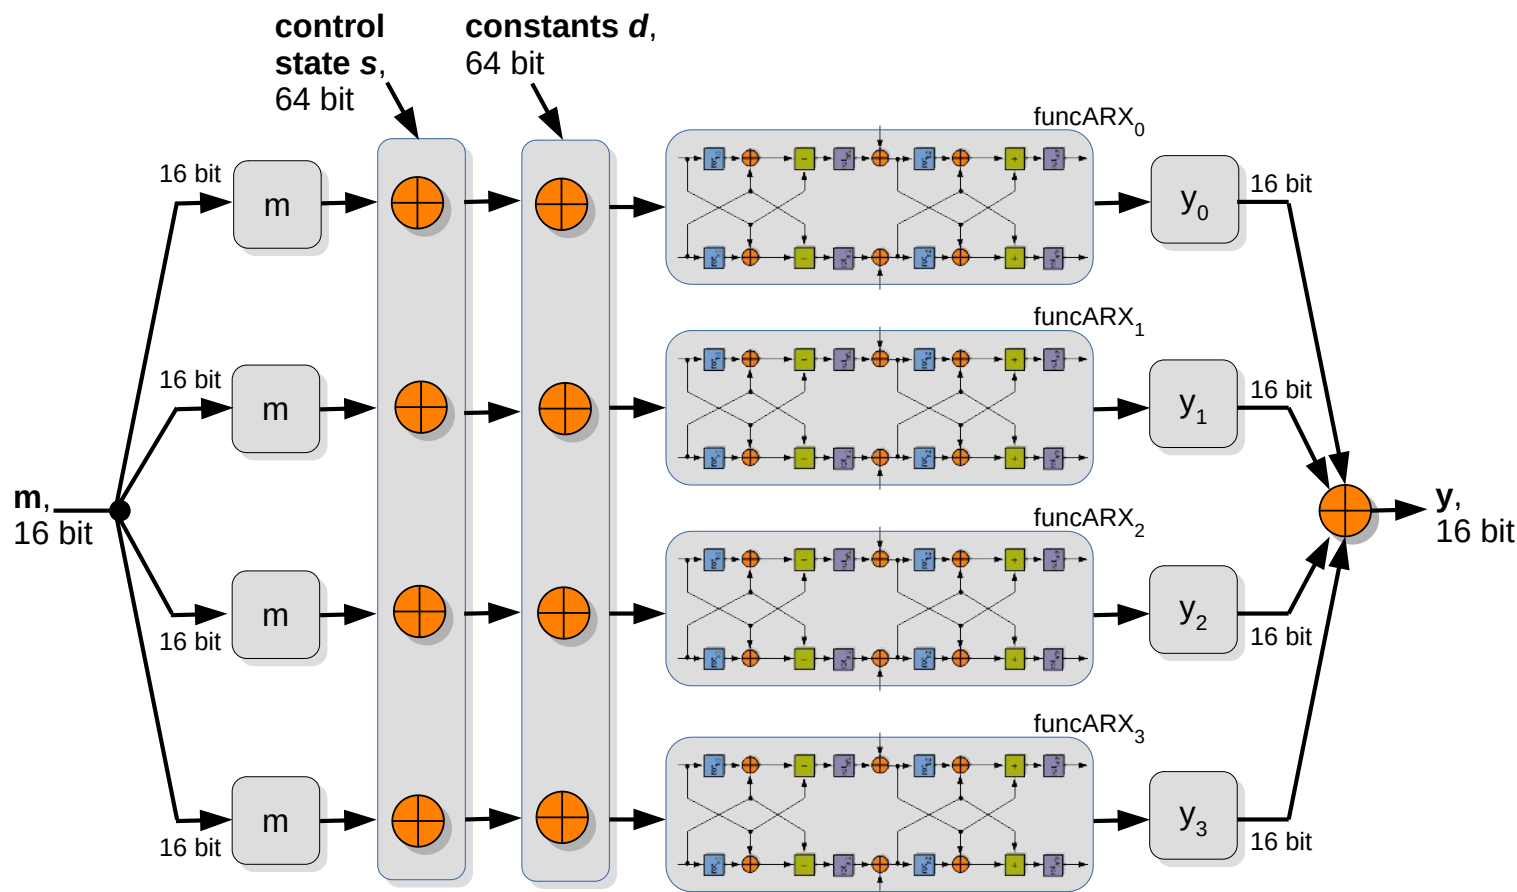 control
state s,
64 bit
constants d,
64 bit
funcARX0
16 bit
m
y0
16 bit
funcARX1
16 bit
m
y1
16 bit
m,
16 bit
y,
16 bit
funcARX2
m
y2
16 bit
16 bit
funcARX3
m
y3
16 bit
16 bit